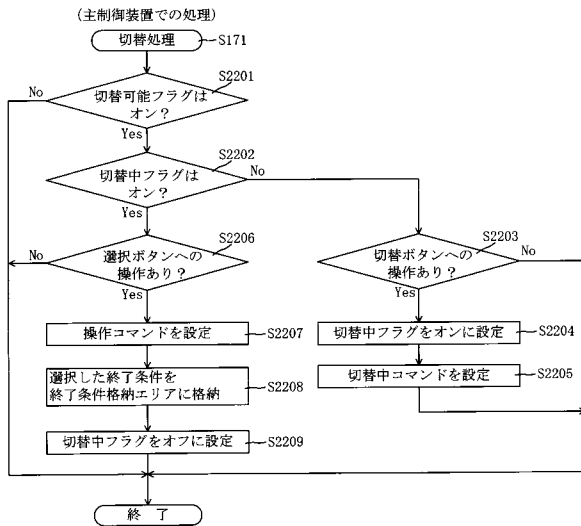 (主制御装置での処理)
切替処理
S171
S2201
No
切替可能フラグは
オン？
Yes
S2202
切替中フラグは
オン？
No
Yes
S2206
No
選択ボタンへの
操作あり？
Yes
S2203
切替ボタンへの
操作あり？
No
Yes
操作コマンドを設定
S2207
切替中フラグをオンに設定
S2204
選択した終了条件を
終了条件格納エリアに格納
S2208
切替中コマンドを設定
S2205
切替中フラグをオフに設定
S2209
終 了